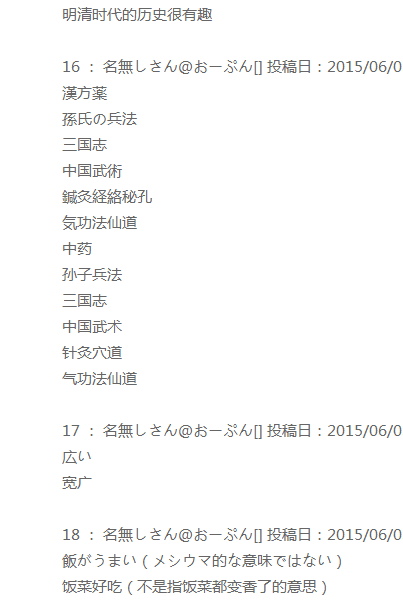 明清时代的历史很有趣
16 ： 名無しさん@おーぷん[] 投稿日：2015/06/0
漢方薬
孫氏の兵法
三国志
中国武術
鍼灸経絡秘孔
気功法仙道
中药
孙子兵法
三国志
中国武术
针灸穴道
气功法仙道
17 ： 名無しさん@おーぷん[] 投稿日：2015/06/0
広い
宽广
18 ： 名無しさん@おーぷん[] 投稿日：2015/06/0
飯がうまい（メシウマ的な意味ではない）
饭菜好吃（不是指饭菜都变香了的意思）